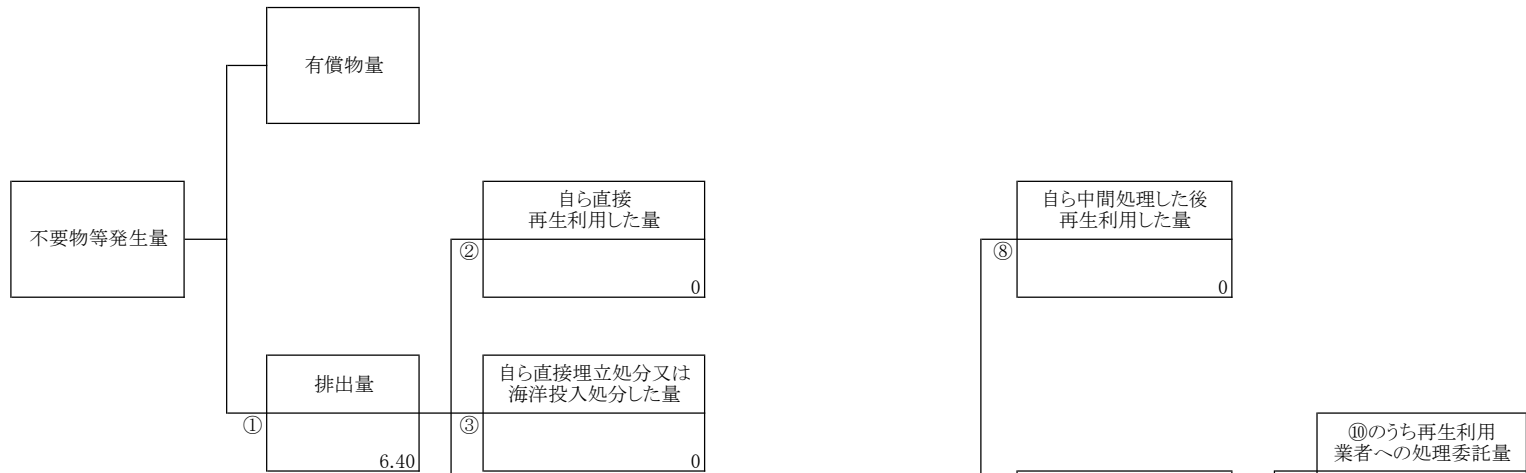 有償物量
不要物等発生量
自ら直接
再生利用した量
②
0
自ら中間処理した後
再生利用した量
⑧
0
排出量
①
6.40
自ら直接埋立処分又は
海洋投入処分した量
③
0
⑩のうち再生利用
業者への処理委託量